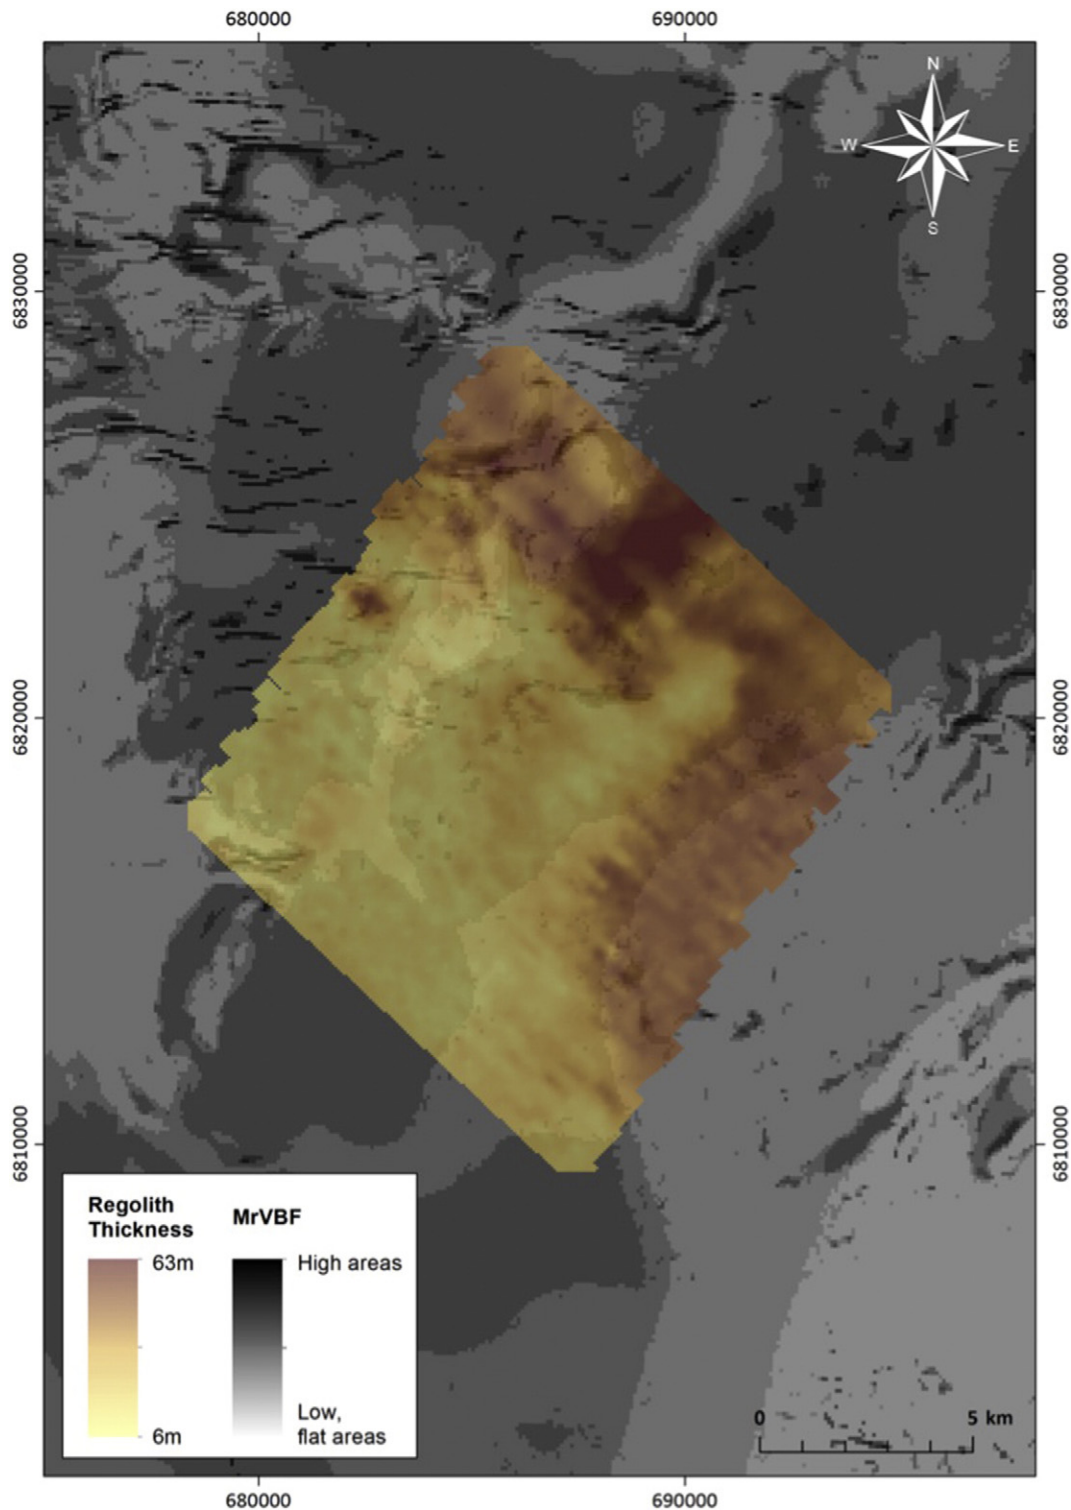 680000 690000
N
W E
S
6830000 6830000
6820000 6820000
6810000 6810000
Regolith
Thickness
MrVBF
63m
High areas
Low,
flat areas
6m
0 5 km
680000 690000